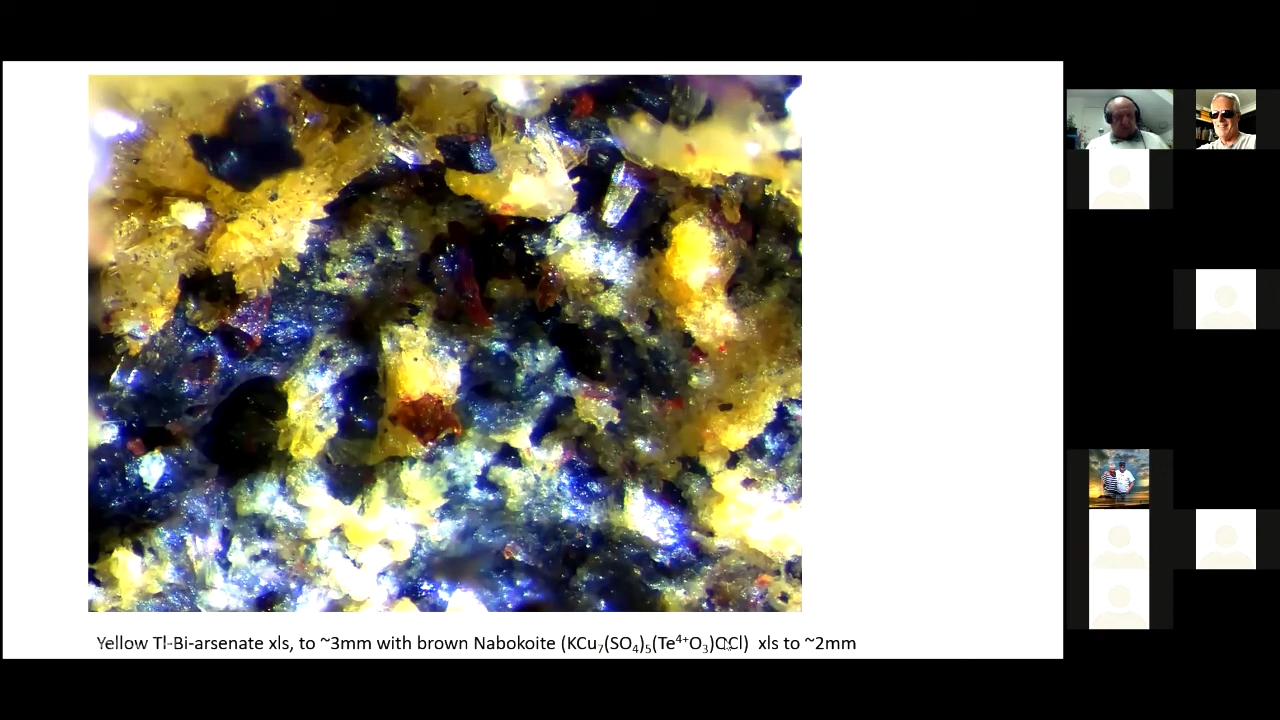 Yellow Tl-Bi-arsenate xls, to ~3mm with brown Nabokoite (KCu₇(SO₄)₅(Te⁴⁺O₃)OCl) xls to ~2mm